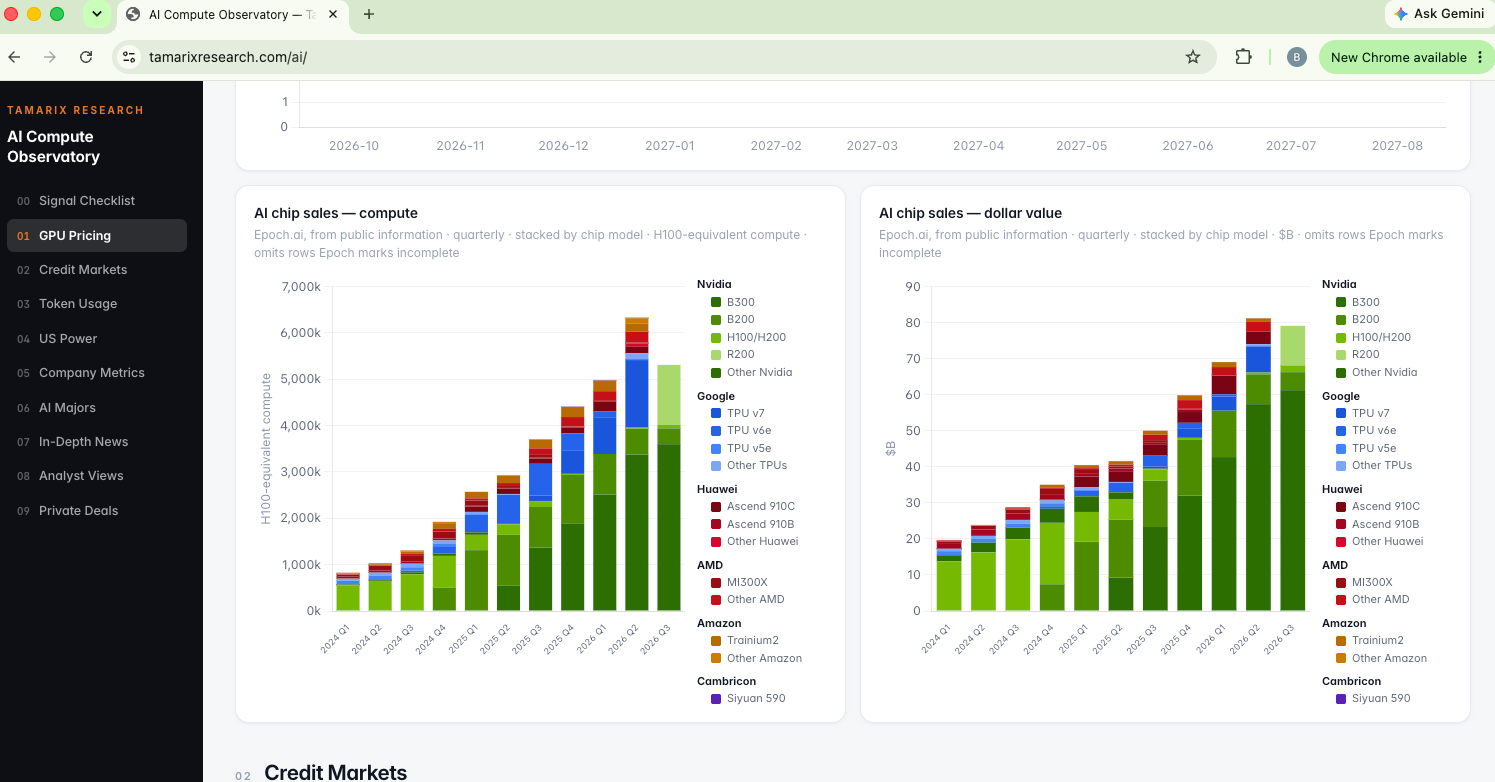 AI Compute Observatory — Ta
Ask Gemini
tamarixresearch.com/ai/
B
New Chrome available
TAMARIX RESEARCH
AI Compute
Observatory
00 Signal Checklist
01 GPU Pricing
02 Credit Markets
03 Token Usage
04 US Power
05 Company Metrics
06 AI Majors
07 In-Depth News
08 Analyst Views
09 Private Deals
1
0
2026-10 2026-11 2026-12 2027-01 2027-02 2027-03 2027-04 2027-05 2027-06 2027-07 2027-08
AI chip sales — compute
Epoch.ai, from public information · quarterly · stacked by chip model · H100-equivalent compute ·
omits rows Epoch marks incomplete
H100-equivalent compute
7,000k
6,000k
5,000k
4,000k
3,000k
2,000k
1,000k
0k
2024 Q1 2024 Q2 2024 Q3 2024 Q4 2025 Q1 2025 Q2 2025 Q3 2025 Q4 2026 Q1 2026 Q2 2026 Q3
Nvidia
B300
B200
H100/H200
R200
Other Nvidia
Google
TPU v7
TPU v6e
TPU v5e
Other TPUs
Huawei
Ascend 910C
Ascend 910B
Other Huawei
AMD
MI300X
Other AMD
Amazon
Trainium2
Other Amazon
Cambricon
Siyuan 590
AI chip sales — dollar value
Epoch.ai, from public information · quarterly · stacked by chip model · $B · omits rows Epoch marks
incomplete
$B
90
80
70
60
50
40
30
20
10
0
2024 Q1 2024 Q2 2024 Q3 2024 Q4 2025 Q1 2025 Q2 2025 Q3 2025 Q4 2026 Q1 2026 Q2 2026 Q3
Nvidia
B300
B200
H100/H200
R200
Other Nvidia
Google
TPU v7
TPU v6e
TPU v5e
Other TPUs
Huawei
Ascend 910C
Ascend 910B
Other Huawei
AMD
MI300X
Other AMD
Amazon
Trainium2
Other Amazon
Cambricon
Siyuan 590
02 Credit Markets